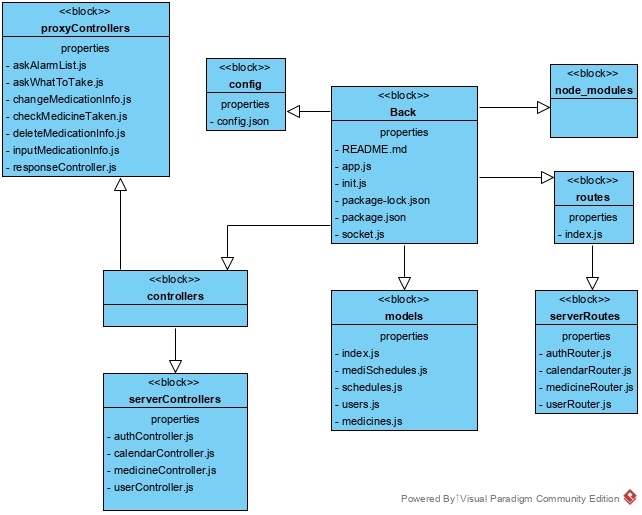 <<block>>
proxyControllers
properties
- askAlarmList.js
- askWhatToTake.js
- changeMedicationInfo.js
- checkMedicineTaken.js
- deleteMedicationInfo.js
- inputMedicationInfo.js
- responseController.js
<<block>>
config
properties
- config.json
<<block>>
Back
properties
- README.md
- app.js
- init.js
- package-lock.json
- package.json
- socket.js
<<block>>
node_modules
<<block>>
routes
properties
- index.js
<<block>>
controllers
<<block>>
models
properties
- index.js
- mediSchedules.js
- schedules.js
- users.js
- medicines.js
<<block>>
serverRoutes
properties
- authRouter.js
- calendarRouter.js
- medicineRouter.js
- userRouter.js
<<block>>
serverControllers
properties
- authController.js
- calendarController.js
- medicineController.js
- userController.js
Powered By Visual Paradigm Community Edition